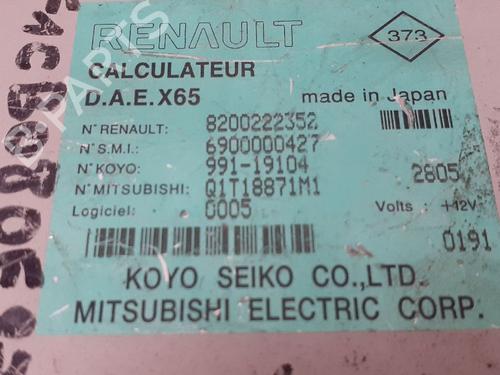 RENAULT
373
CALCULATEUR
D.A.E.X65
made in Japan
N° RENAULT: 8200222352
N° S.M.I.: 6900000427
N° KOYO: 991-19104
2805
N° MITSUBISHI: Q1T18871M1
Logiciel: 0005
Volts: +12V
0191
KOYO SEIKO CO.,LTD.
MITSUBISHI ELECTRIC CORP.
B PARTS